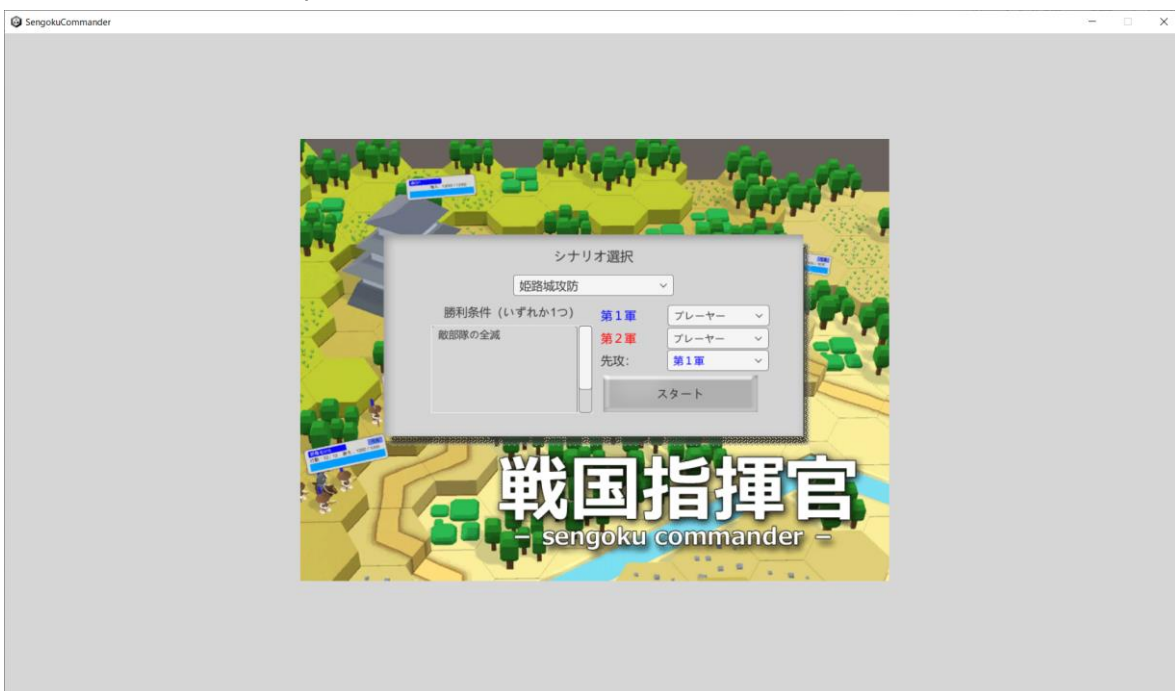 SengokuCommander
シナリオ選択
姫路城攻防
勝利条件（いずれか1つ）
敵部隊の全滅
第１軍
プレーヤー
第２軍
プレーヤー
先攻:
第１軍
スタート
戦国指揮官
– sengoku commander –